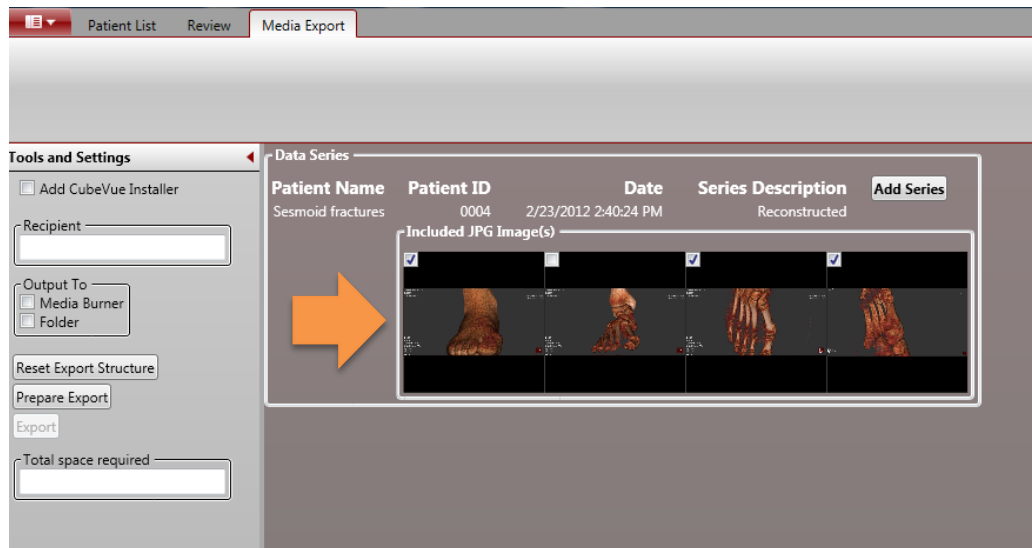 Patient List Review Media Export
Tools and Settings
Add CubeVue Installer
Recipient
Output To
Media Burner
Folder
Reset Export Structure
Prepare Export
Export
Total space required
Data Series
Patient Name Patient ID Date Series Description Add Series
Sesmoid fractures 0004 2/23/2012 2:40:24 PM Reconstructed
Included JPG Image(s)